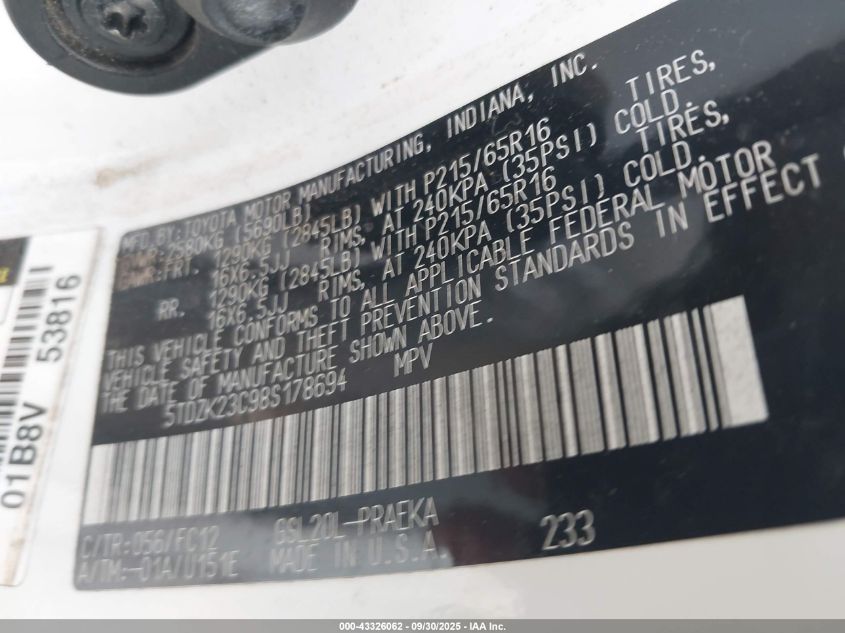 MFD.BY:TOYOTA MOTOR MANUFACTURING, INDIANA, INC.
GVWR:2580KG (5690LB)
GAWR:FRT. 1290KG (2845LB) WITH P215/65R16 TIRES,
16X6.5JJ RIMS, AT 240KPA (35PSI) COLD.
RR. 1290KG (2845LB) WITH P215/65R16 TIRES,
16X6.5JJ RIMS, AT 240KPA (35PSI) COLD.
THIS VEHICLE CONFORMS TO ALL APPLICABLE FEDERAL MOTOR
VEHICLE SAFETY AND THEFT PREVENTION STANDARDS IN EFFECT
THE DATE OF MANUFACTURE SHOWN ABOVE.
5TDZK23C98S178694 MPV
C/TR:056/FC12 GSL20L-PRAEKA
A/TM:-01A/U151E MADE IN U.S.A. 233
01B8V 53816
000-43326062 - 09/30/2025 - IAA Inc.